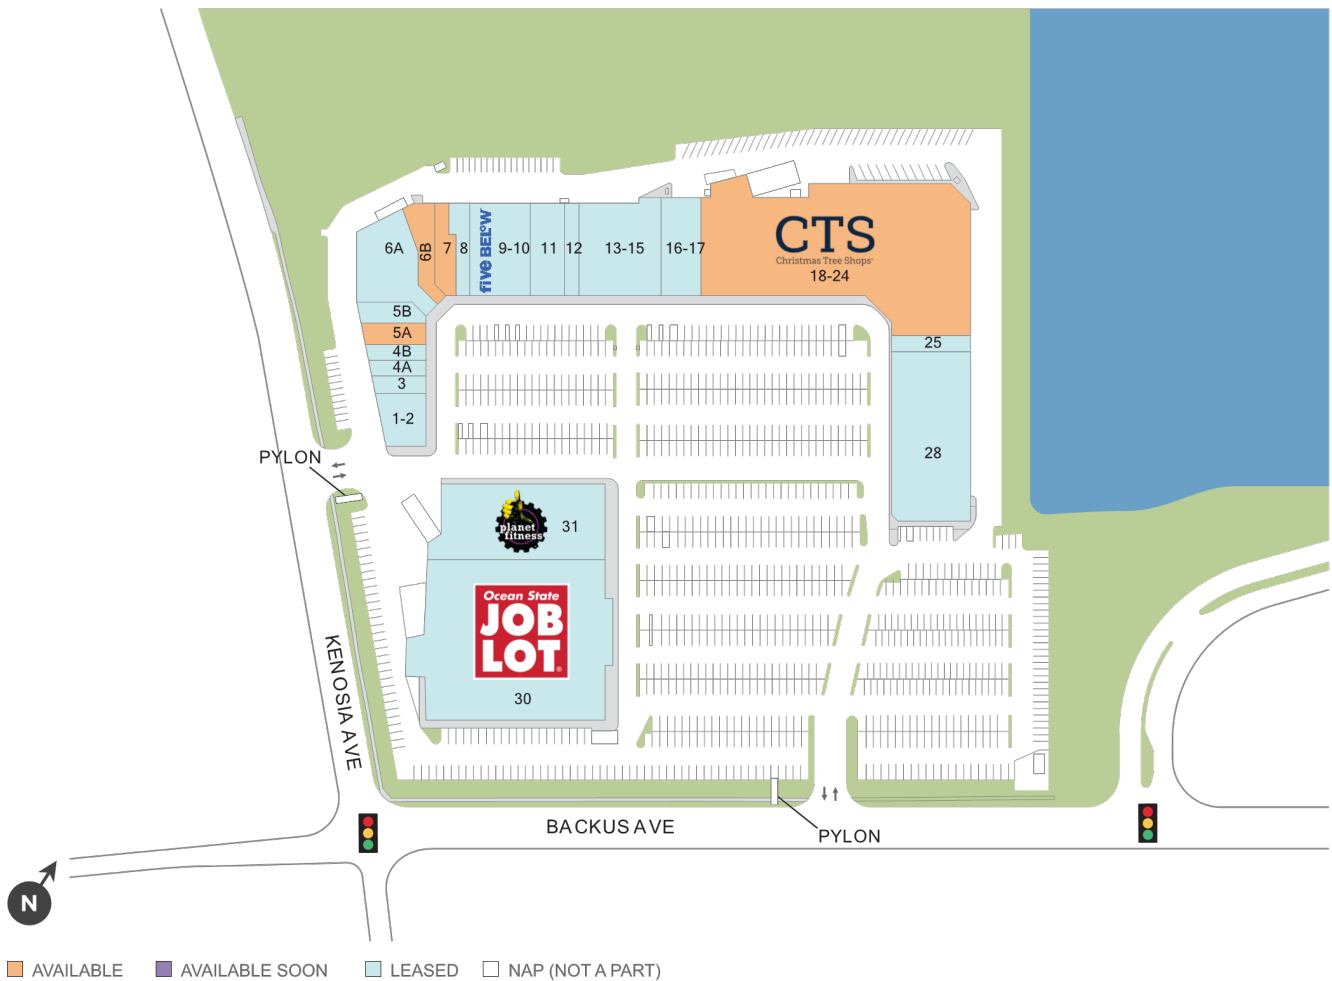 CTS
Christmas Tree Shops
18-24
6A
6B
7
8
five BELOW
9-10
11
12
13-15
16-17
5B
5A
4B
4A
3
1-2
25
28
PYLON
planet
fitness
31
Ocean State
JOB
LOT
30
KENOSIA AVE
BACKUS AVE
PYLON
N
AVAILABLE
AVAILABLE SOON
LEASED
NAP (NOT A PART)